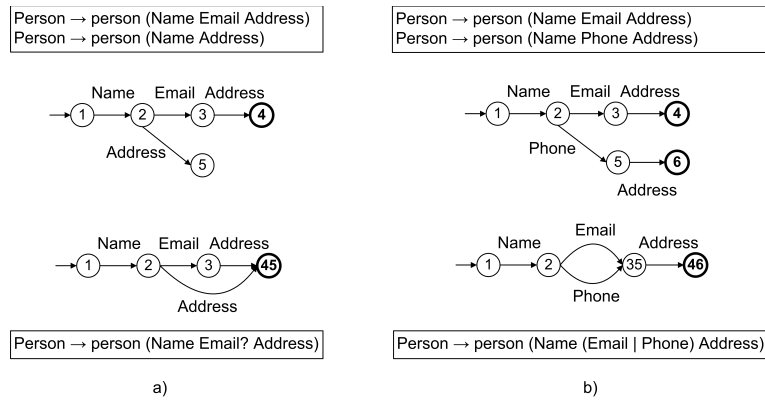 Person → person (Name Email Address)
Person → person (Name Address)
Name Email Address
1 2 3 4
Address
5
Name Email Address
1 2 3 45
Address
Person → person (Name Email? Address)
a)
Person → person (Name Email Address)
Person → person (Name Phone Address)
Name Email Address
1 2 3 4
Phone
5 6
Address
Email
Name Address
1 2 35 46
Phone
Person → person (Name (Email | Phone) Address)
b)